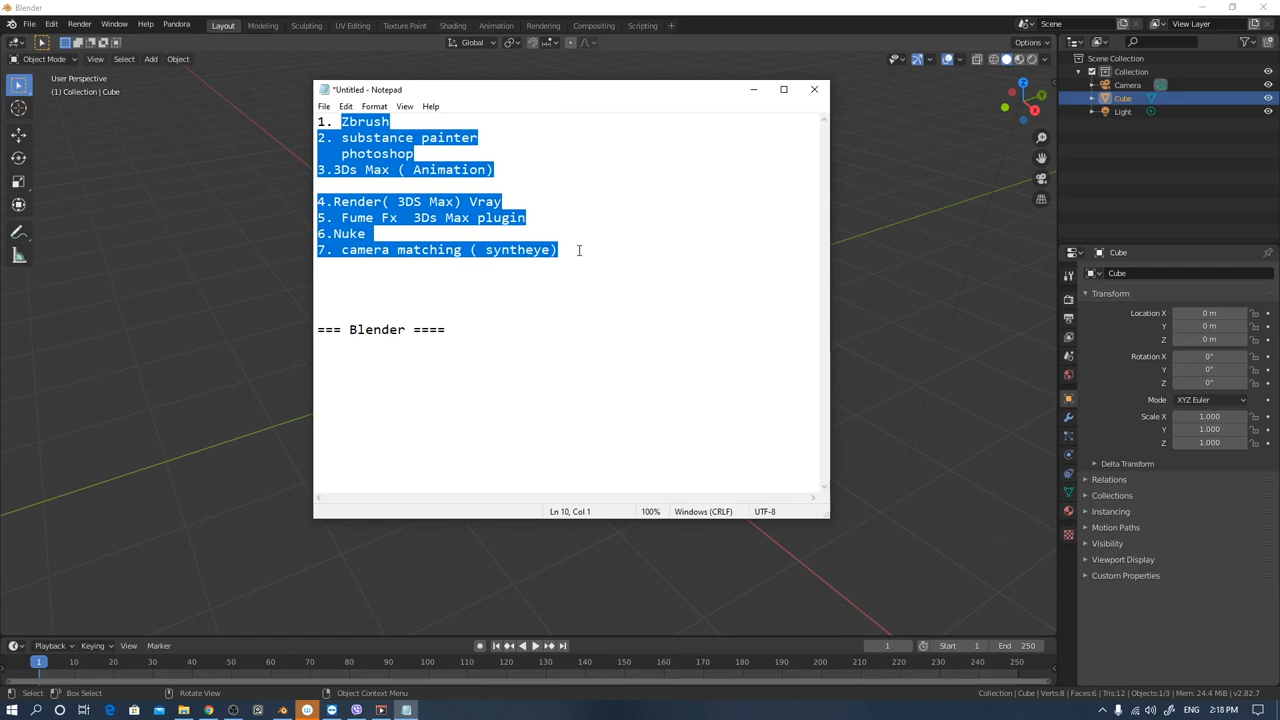 Blender
File Edit Render Window Help Pandora
Layout Modeling Sculpting UV Editing Texture Paint Shading Animation Rendering Compositing Scripting +
Scene
View Layer
Global
Options
Object Mode View Select Add Object
User Perspective
(1) Collection | Cube
*Untitled - Notepad
File Edit Format View Help
1. Zbrush
2. substance painter
photoshop
3.3Ds Max ( Animation)
4.Render( 3DS Max) Vray
5. Fume Fx 3Ds Max plugin
6.Nuke
7. camera matching ( syntheye)
=== Blender ====
Ln 10, Col 1 100% Windows (CRLF) UTF-8
X
Y
Z
Scene Collection
Collection
Camera
Cube
Light
Cube
Cube
Transform
Location X 0 m
Y 0 m
Z 0 m
Rotation X 0°
Y 0°
Z 0°
Mode XYZ Euler
Scale X 1.000
Y 1.000
Z 1.000
Delta Transform
Relations
Collections
Instancing
Motion Paths
Visibility
Viewport Display
Custom Properties
Playback Keying View Marker
1
Start 1 End 250
1 10 20 30 40 50 60 70 80 90 100 110 120 130 140 150 160 170 180 190 200 210 220 230 240 250
Select Box Select Rotate View Object Context Menu
Collection | Cube | Verts:8 | Faces:6 | Tris:12 | Objects:1/3 | Mem: 24.4 MiB | v2.82.7
ENG 2:18 PM